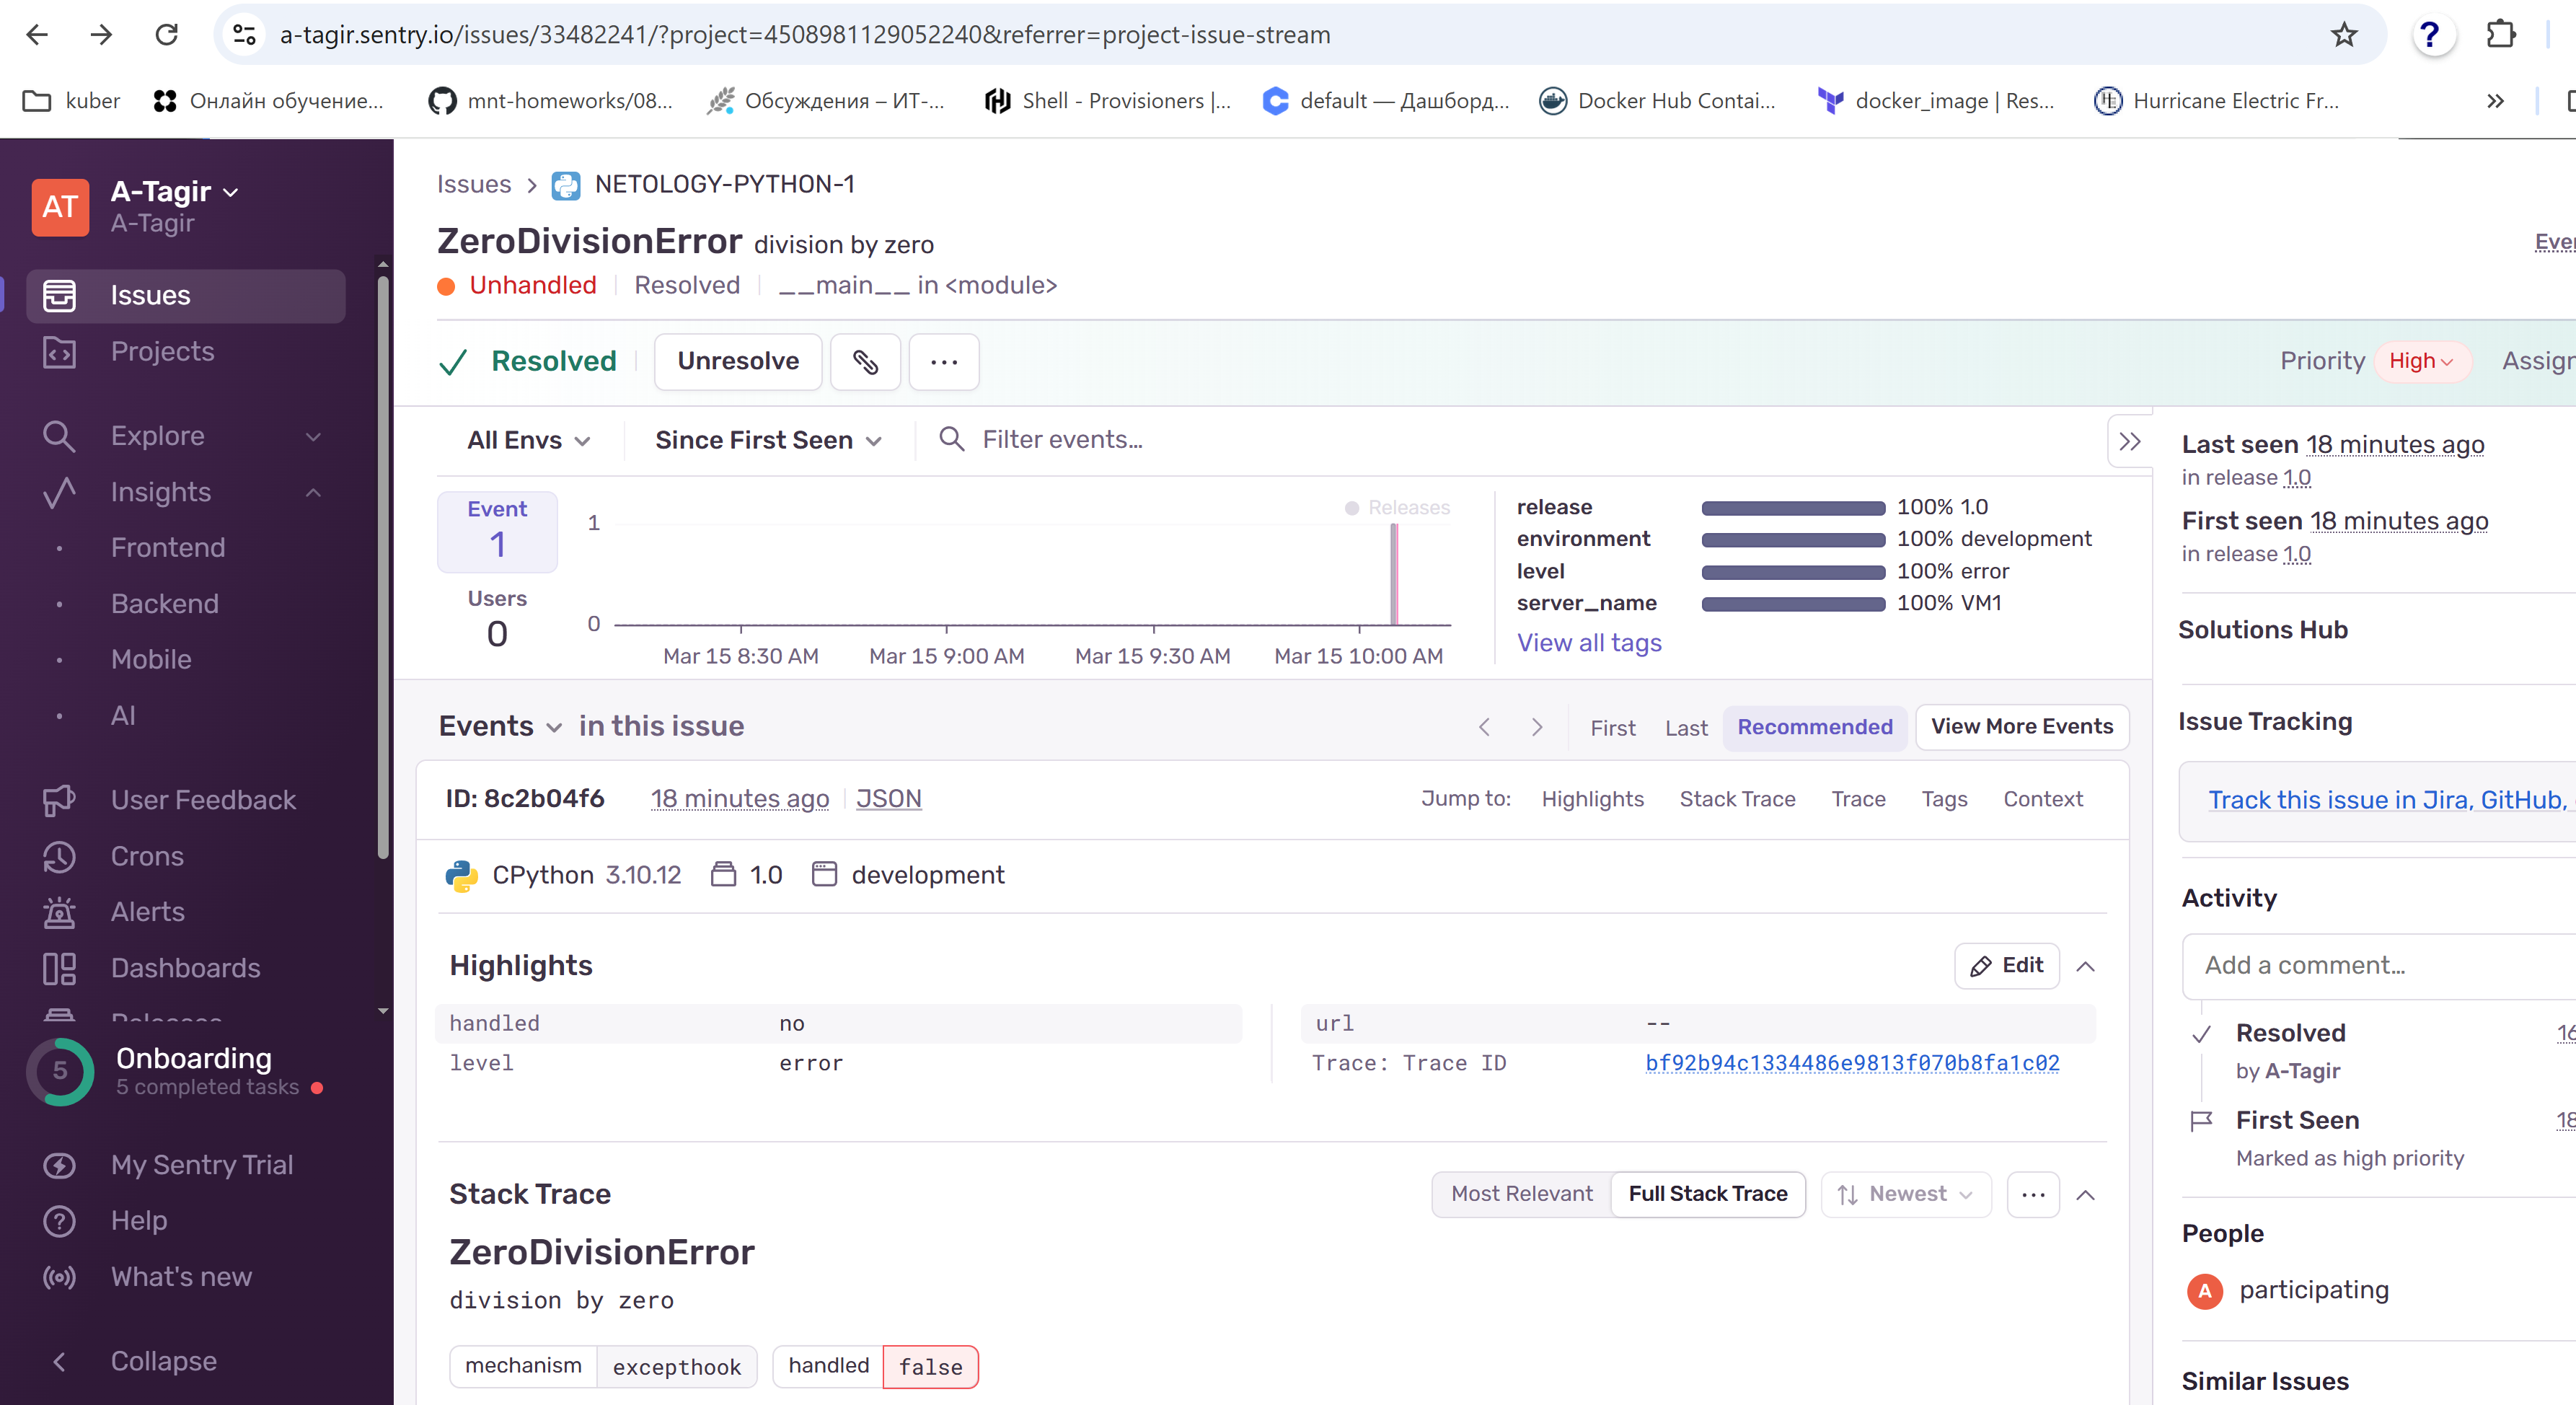 a-tagir.sentry.io/issues/33482241/?project=4508981129052240&referrer=project-issue-stream
?
kuber
Онлайн обучение...
mnt-homeworks/08...
Обсуждения – ИТ-...
Shell - Provisioners |...
default — Дашборд...
Docker Hub Contai...
docker_image | Res...
Hurricane Electric Fr...
AT
A-Tagir
A-Tagir
Issues
Projects
Explore
Insights
Frontend
Backend
Mobile
AI
User Feedback
Crons
Alerts
Dashboards
Releases
5
Onboarding
5 completed tasks
My Sentry Trial
Help
What's new
Collapse
Issues > NETOLOGY-PYTHON-1
ZeroDivisionError division by zero
Unhandled
Resolved
__main__ in <module>
Resolved
Unresolve
Priority High
All Envs
Since First Seen
Filter events...
Event
1
Users
0
1
0
Releases
Mar 15 8:30 AM
Mar 15 9:00 AM
Mar 15 9:30 AM
Mar 15 10:00 AM
release 100% 1.0
environment 100% development
level 100% error
server_name 100% VM1
View all tags
Events in this issue
First
Last
Recommended
View More Events
ID: 8c2b04f6
18 minutes ago
JSON
Jump to:
Highlights
Stack Trace
Trace
Tags
Context
CPython 3.10.12
1.0
development
Highlights
Edit
handled no
level error
url --
Trace: Trace ID bf92b94c1334486e9813f070b8fa1c02
Stack Trace
Most Relevant
Full Stack Trace
Newest
ZeroDivisionError
division by zero
mechanism excepthook
handled false
Last seen 18 minutes ago
in release 1.0
First seen 18 minutes ago
in release 1.0
Solutions Hub
Issue Tracking
Track this issue in Jira, GitHub,
Activity
Add a comment...
Resolved
by A-Tagir
First Seen
Marked as high priority
People
A
participating
Similar Issues